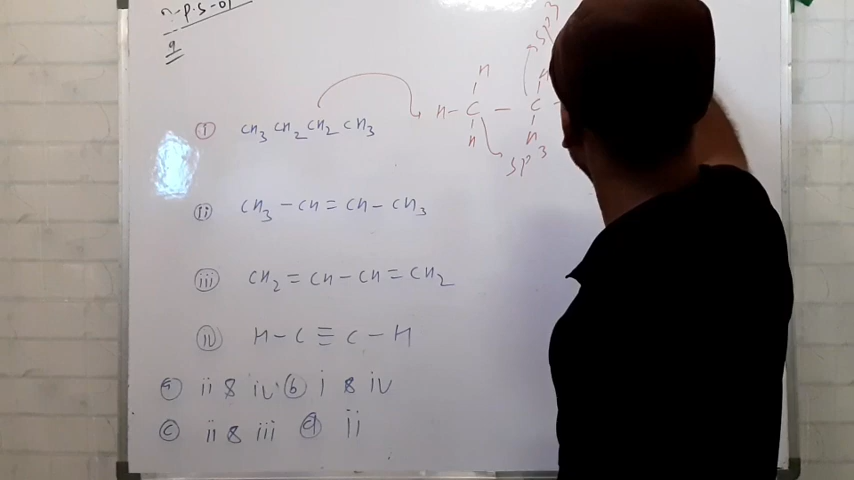 n-p.s-01
9
(i) CH3 CH2 CH2 CH3
H
H - C - C -
H H
sp3
sp3
(ii) CH3 - CH = CH - CH3
(iii) CH2 = CH - CH = CH2
(iv) H - C ≡ C - H
(a) ii & iv (b) i & iv
(c) ii & iii (d) ii